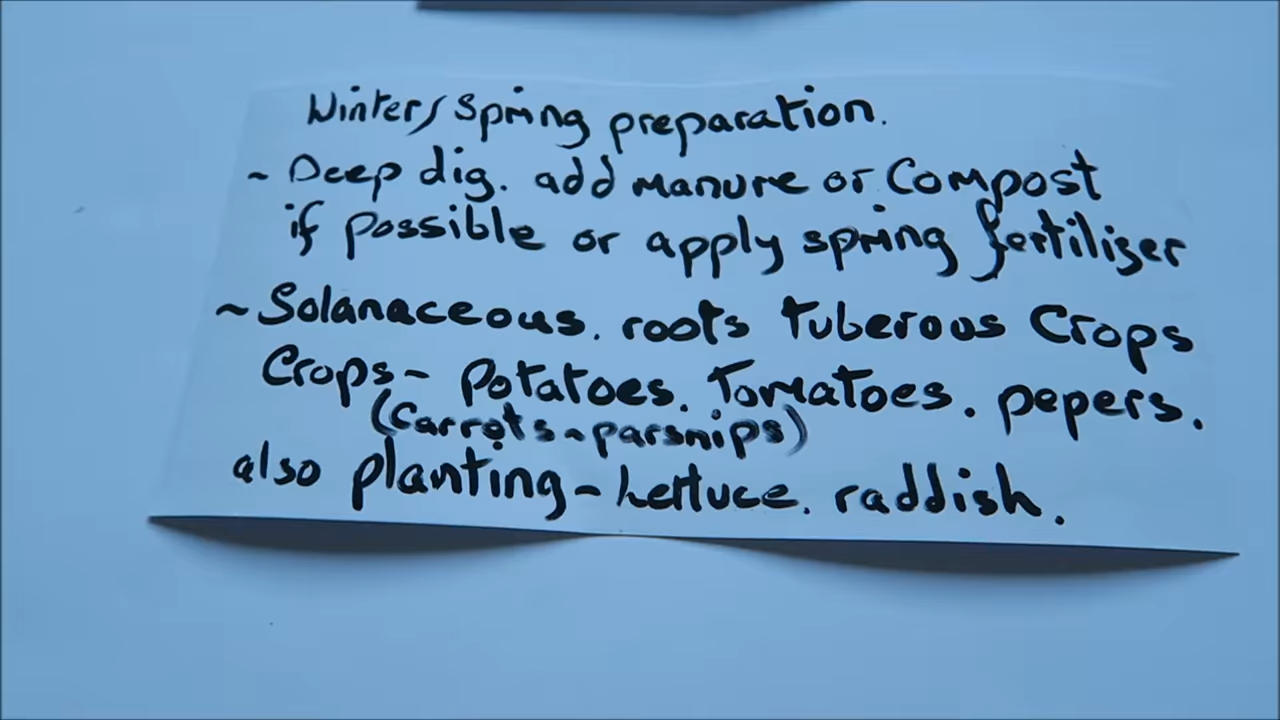 Winter/Spring preparation.
~ Deep dig. add manure or compost
if possible or apply spring fertilizer
~ Solanaceous. roots tuberous crops
Crops - Potatoes. Tomatoes. pepers.
(Carrots ~ parsnips)
also planting - Lettuce. raddish.